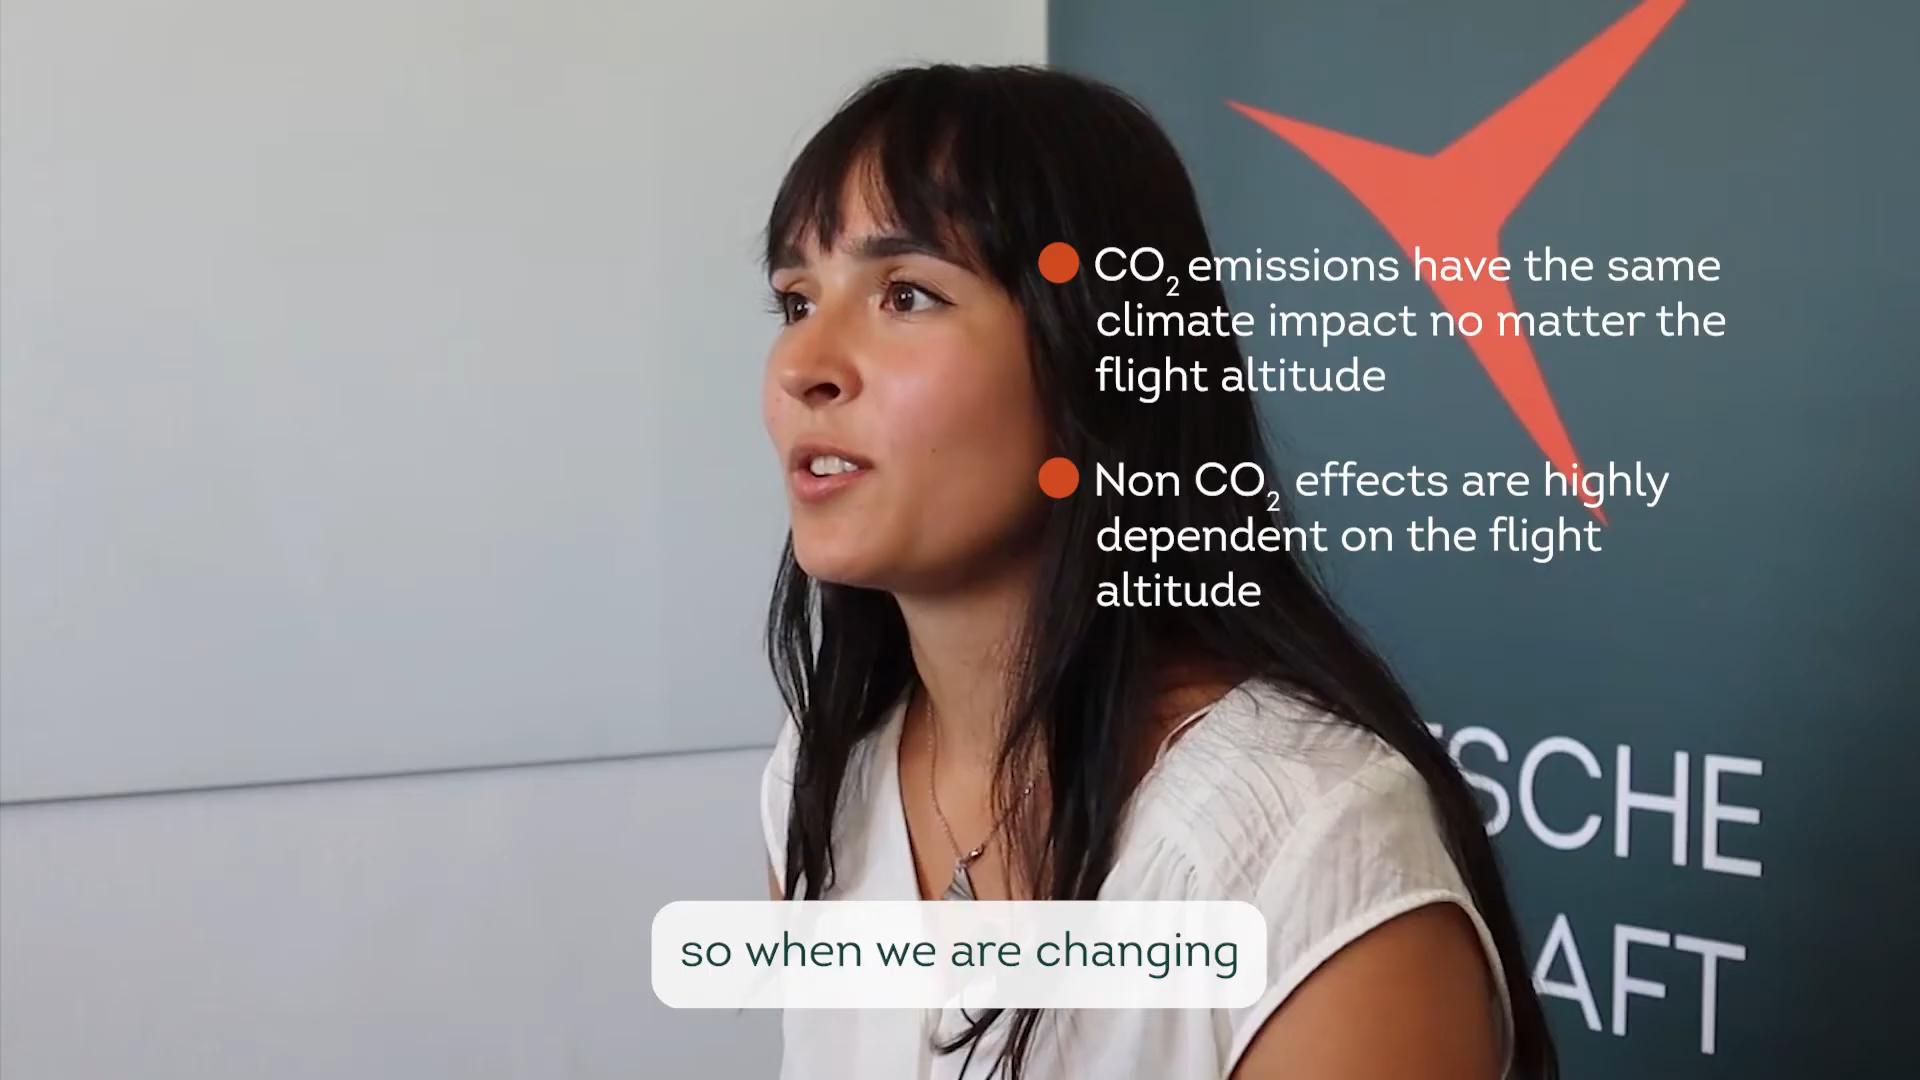 CO₂ emissions have the same
climate impact no matter the
flight altitude
Non CO₂ effects are highly
dependent on the flight
altitude
SCHE
AFT
so when we are changing